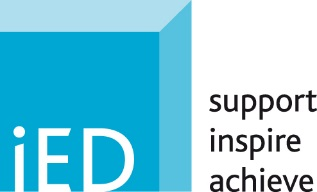 iED
support
inspire
achieve